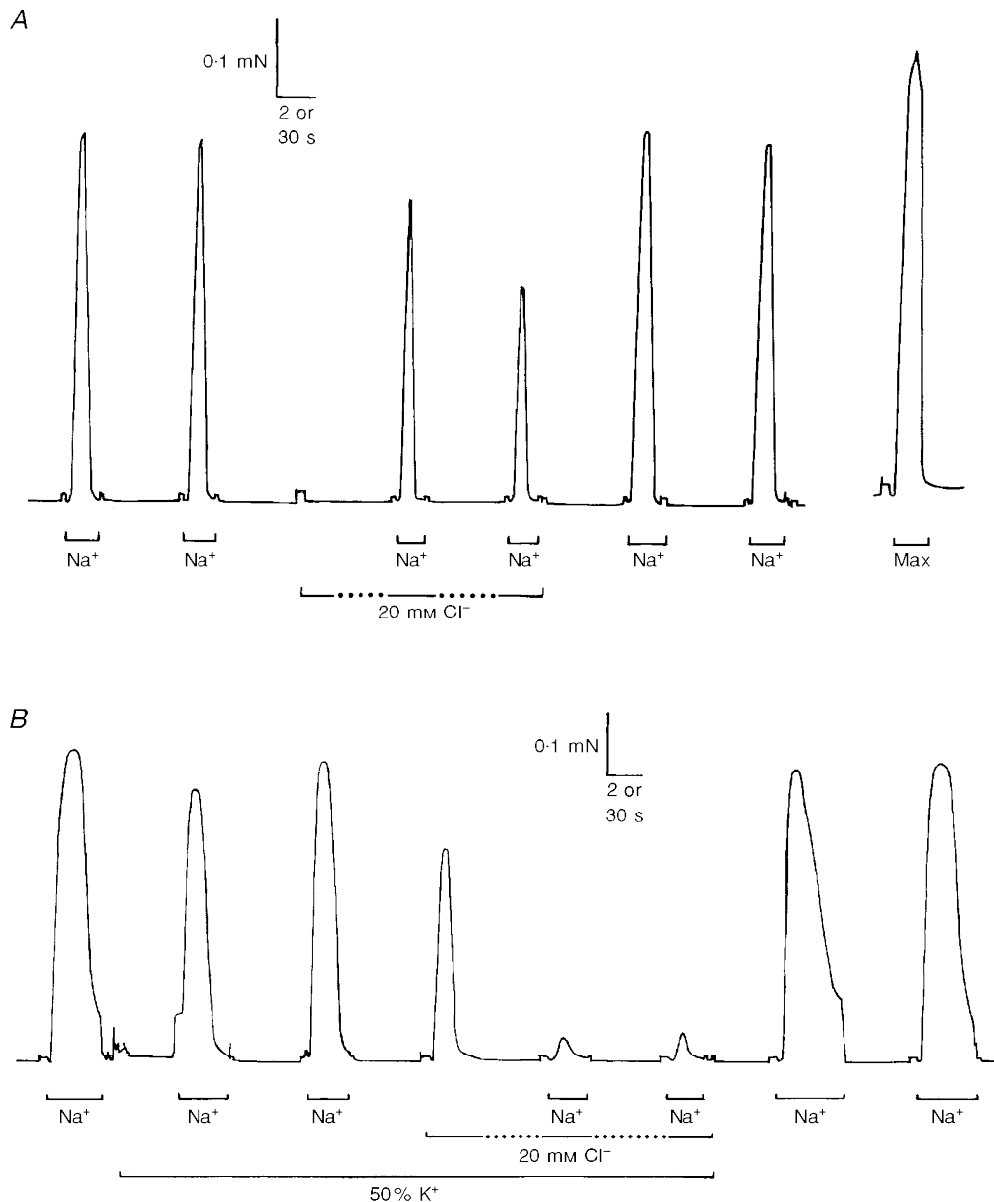 A
0·1 mN
2 or
30 s
Na⁺ Na⁺ Na⁺ Na⁺ Na⁺ Na⁺ Max
20 mM Cl⁻
B
0·1 mN
2 or
30 s
Na⁺ Na⁺ Na⁺ Na⁺ Na⁺ Na⁺ Na⁺
20 mM Cl⁻
50% K⁺